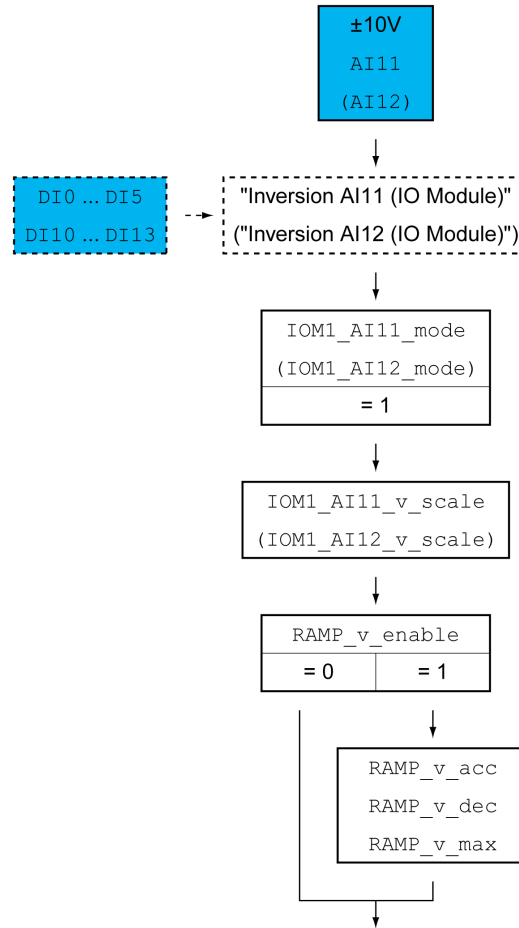 ±10V
AI11
(AI12)
DI0 ... DI5
DI10 ... DI13
"Inversion AI11 (IO Module)"
("Inversion AI12 (IO Module)")
IOM1_AI11_mode
(IOM1_AI12_mode)
= 1
IOM1_AI11_v_scale
(IOM1_AI12_v_scale)
RAMP_v_enable
= 0 = 1
RAMP_v_acc
RAMP_v_dec
RAMP_v_max